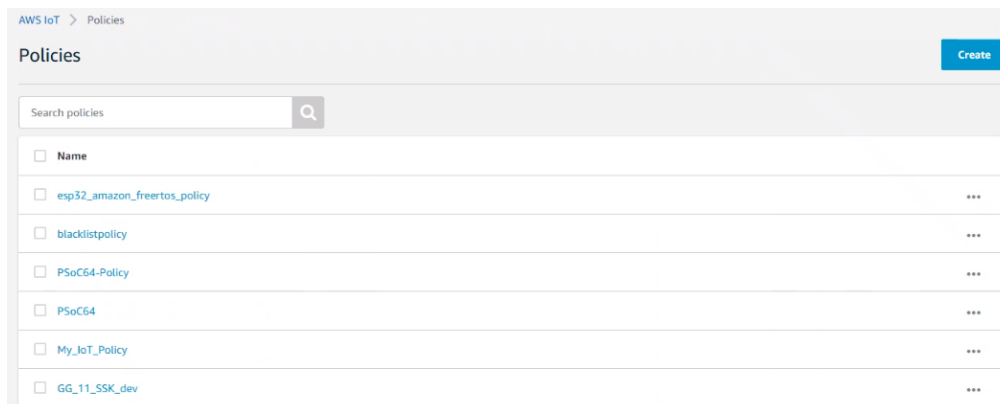 AWS IoT > Policies
Policies
Create
Search policies
Name
esp32_amazon_freertos_policy
blacklistpolicy
PSoC64-Policy
PSoC64
My_IoT_Policy
GG_11_SSK_dev